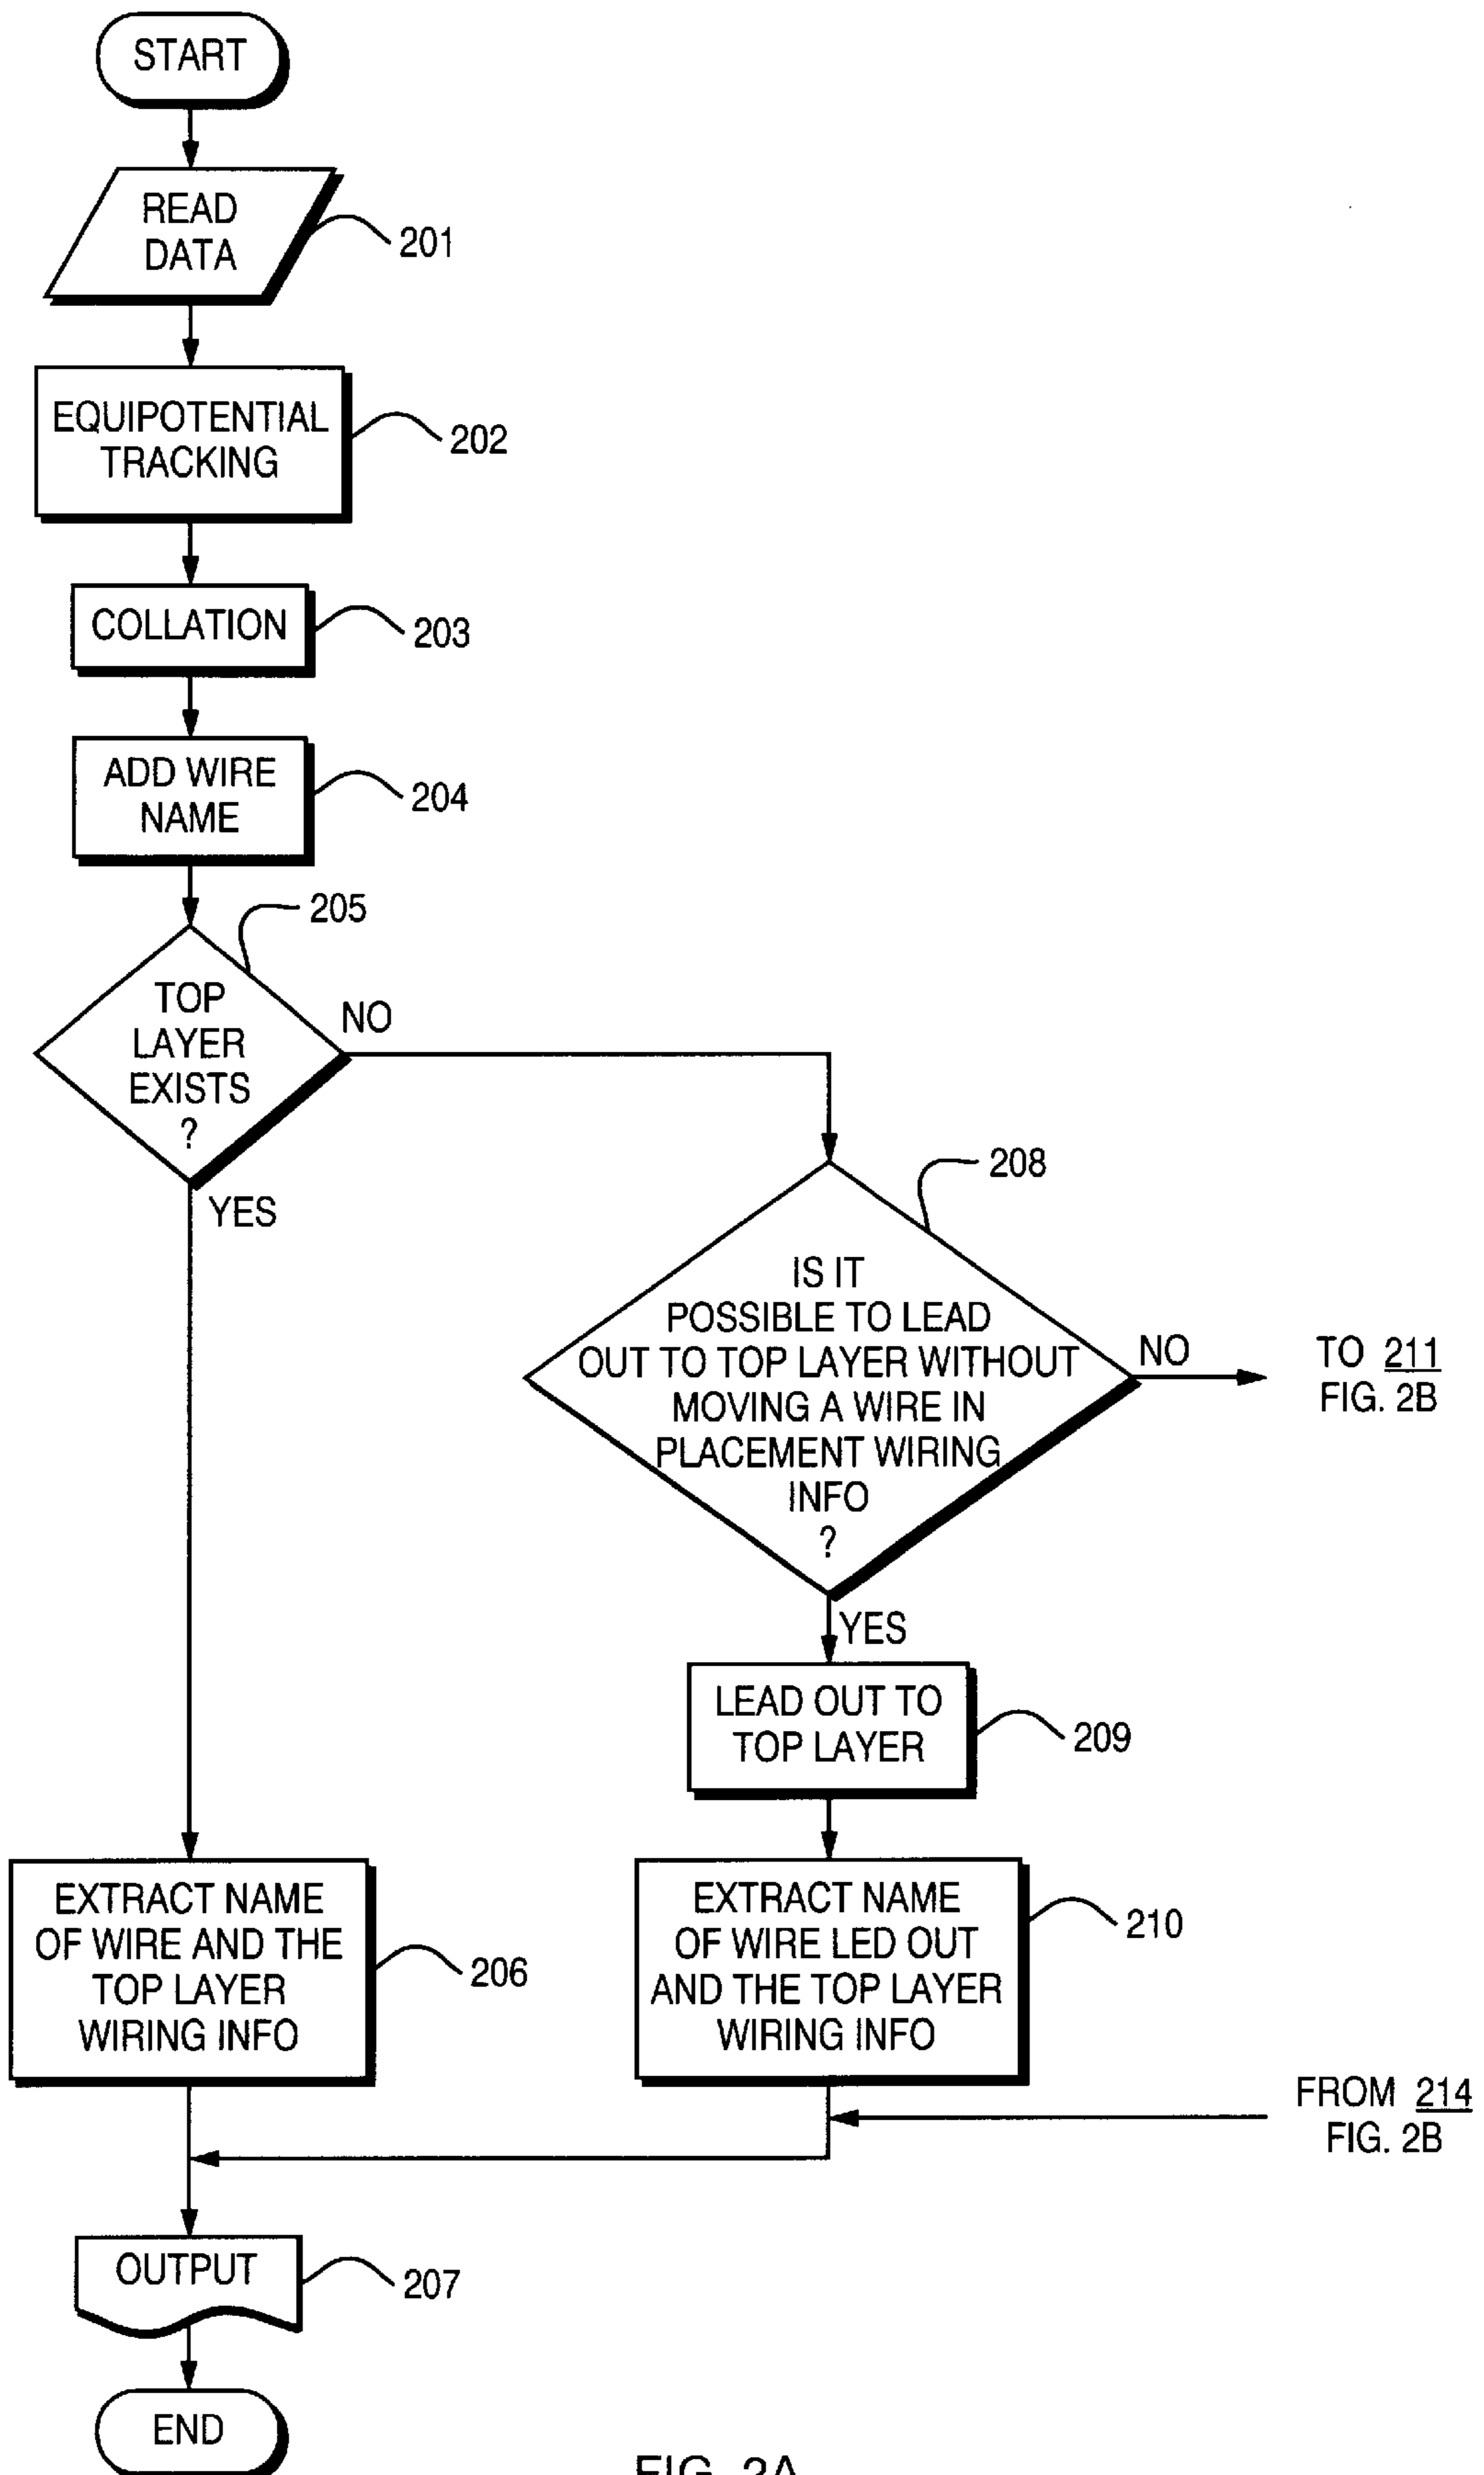 START
READ
DATA
201
EQUIPOTENTIAL
TRACKING
202
COLLATION
203
ADD WIRE
NAME
204
205
TOP
LAYER
EXISTS
?
NO
YES
208
IS IT
POSSIBLE TO LEAD
OUT TO TOP LAYER WITHOUT
MOVING A WIRE IN
PLACEMENT WIRING
INFO
?
NO
TO 211
FIG. 2B
YES
LEAD OUT TO
TOP LAYER
209
EXTRACT NAME
OF WIRE AND THE
TOP LAYER
WIRING INFO
206
EXTRACT NAME
OF WIRE LED OUT
AND THE TOP LAYER
WIRING INFO
210
FROM 214
FIG. 2B
OUTPUT
207
END
FIG. 2A